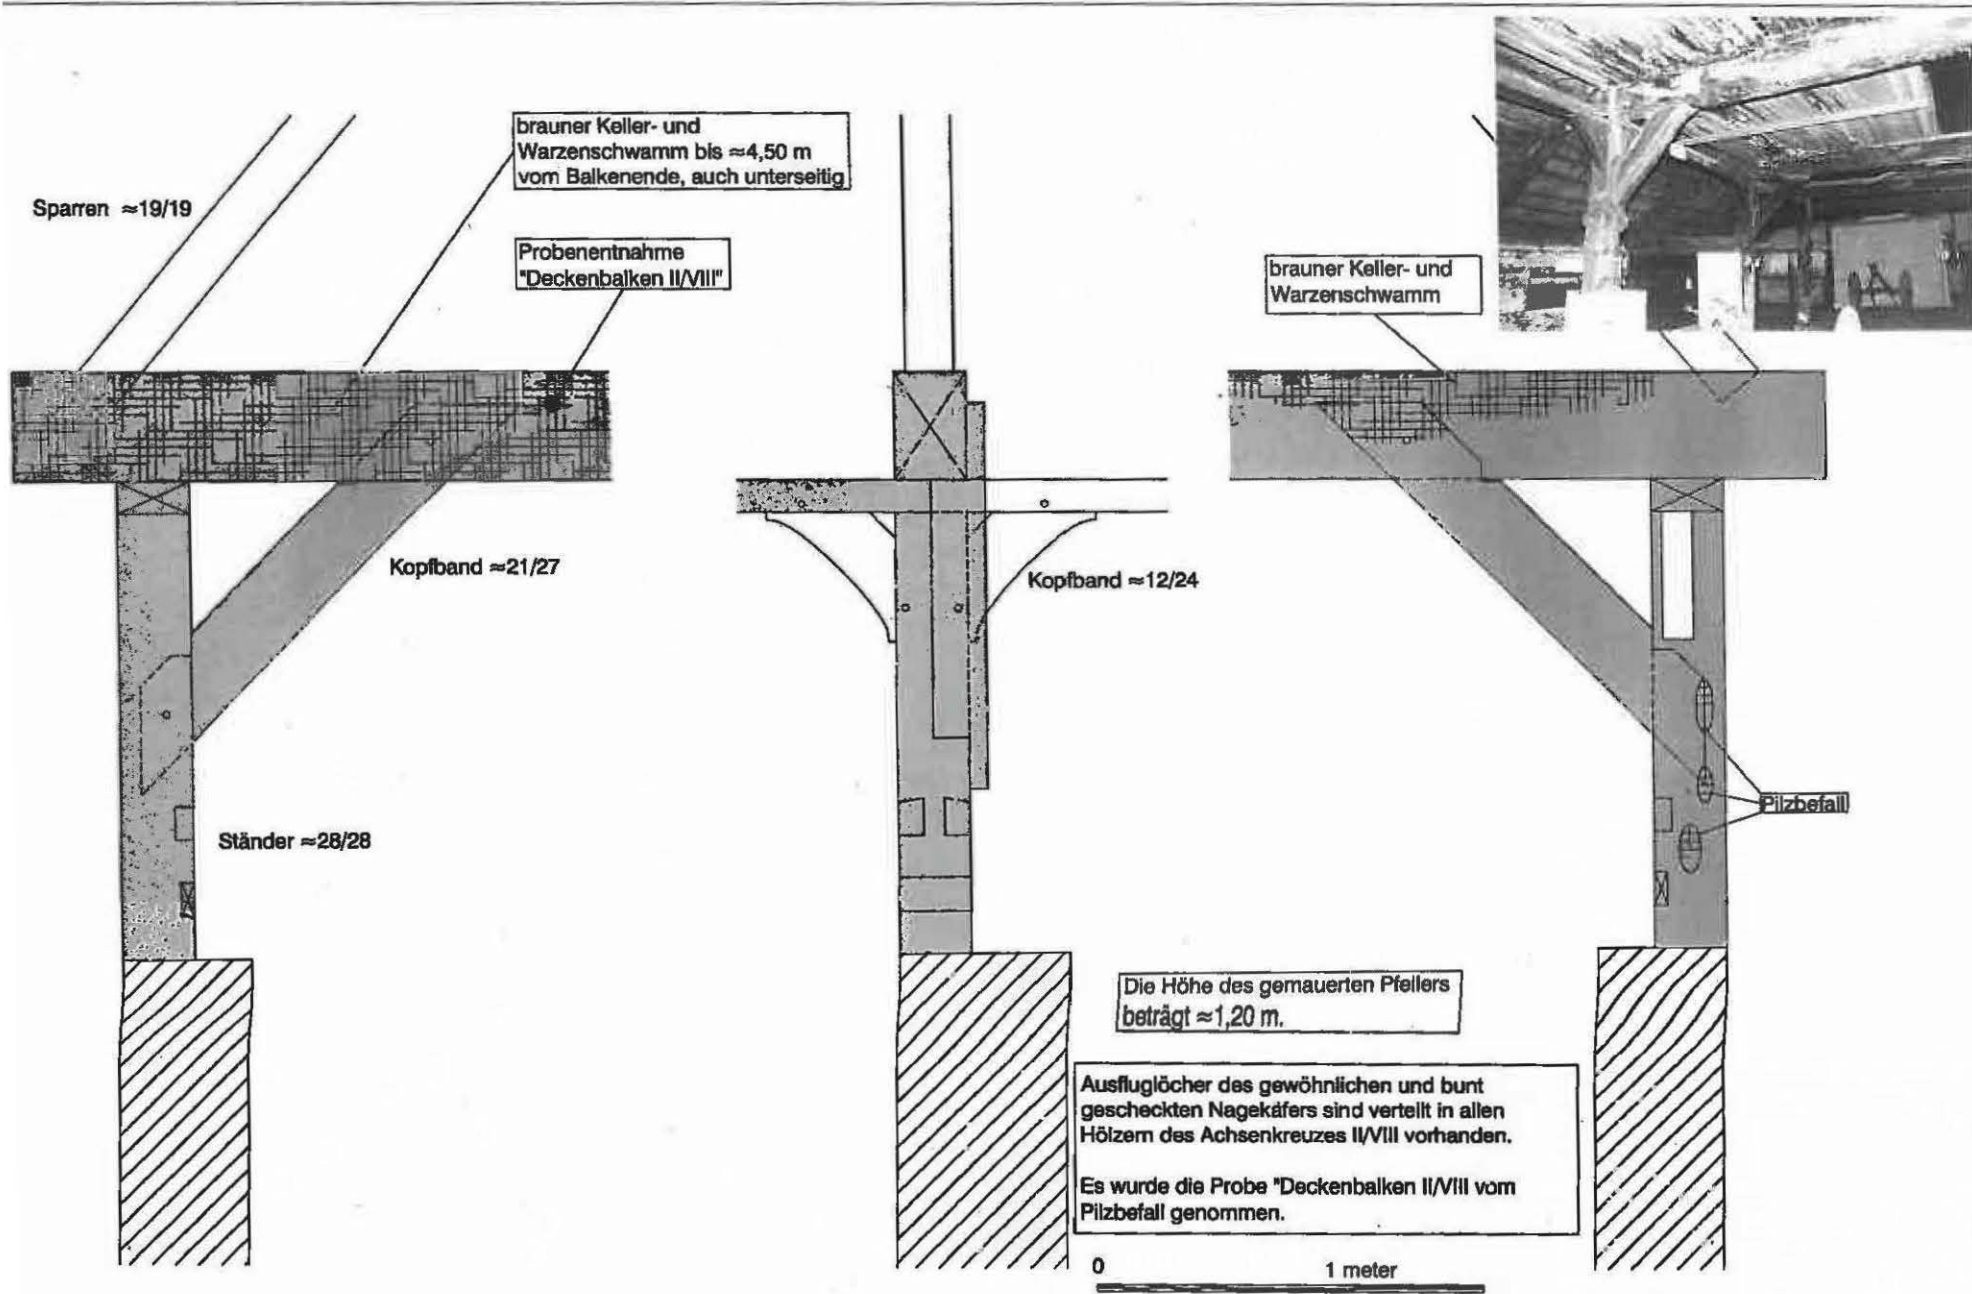 brauner Keller- und
Warzenschwamm bis ≈4,50 m
vom Balkenende, auch unterseitig
Sparren ≈19/19
Probenentnahme
"Deckenbalken II/VIII"
brauner Keller- und
Warzenschwamm
Kopfband ≈21/27
Kopfband ≈12/24
Pilzbefall
Ständer ≈28/28
Die Höhe des gemauerten Pfeilers
beträgt ≈1,20 m.
Ausfluglöcher des gewöhnlichen und bunt
gescheckten Nagekäfers sind verteilt in allen
Hölzern des Achsenkreuzes II/VIII vorhanden.
Es wurde die Probe "Deckenbalken II/VIII vom
Pilzbefall genommen.
0
1 meter